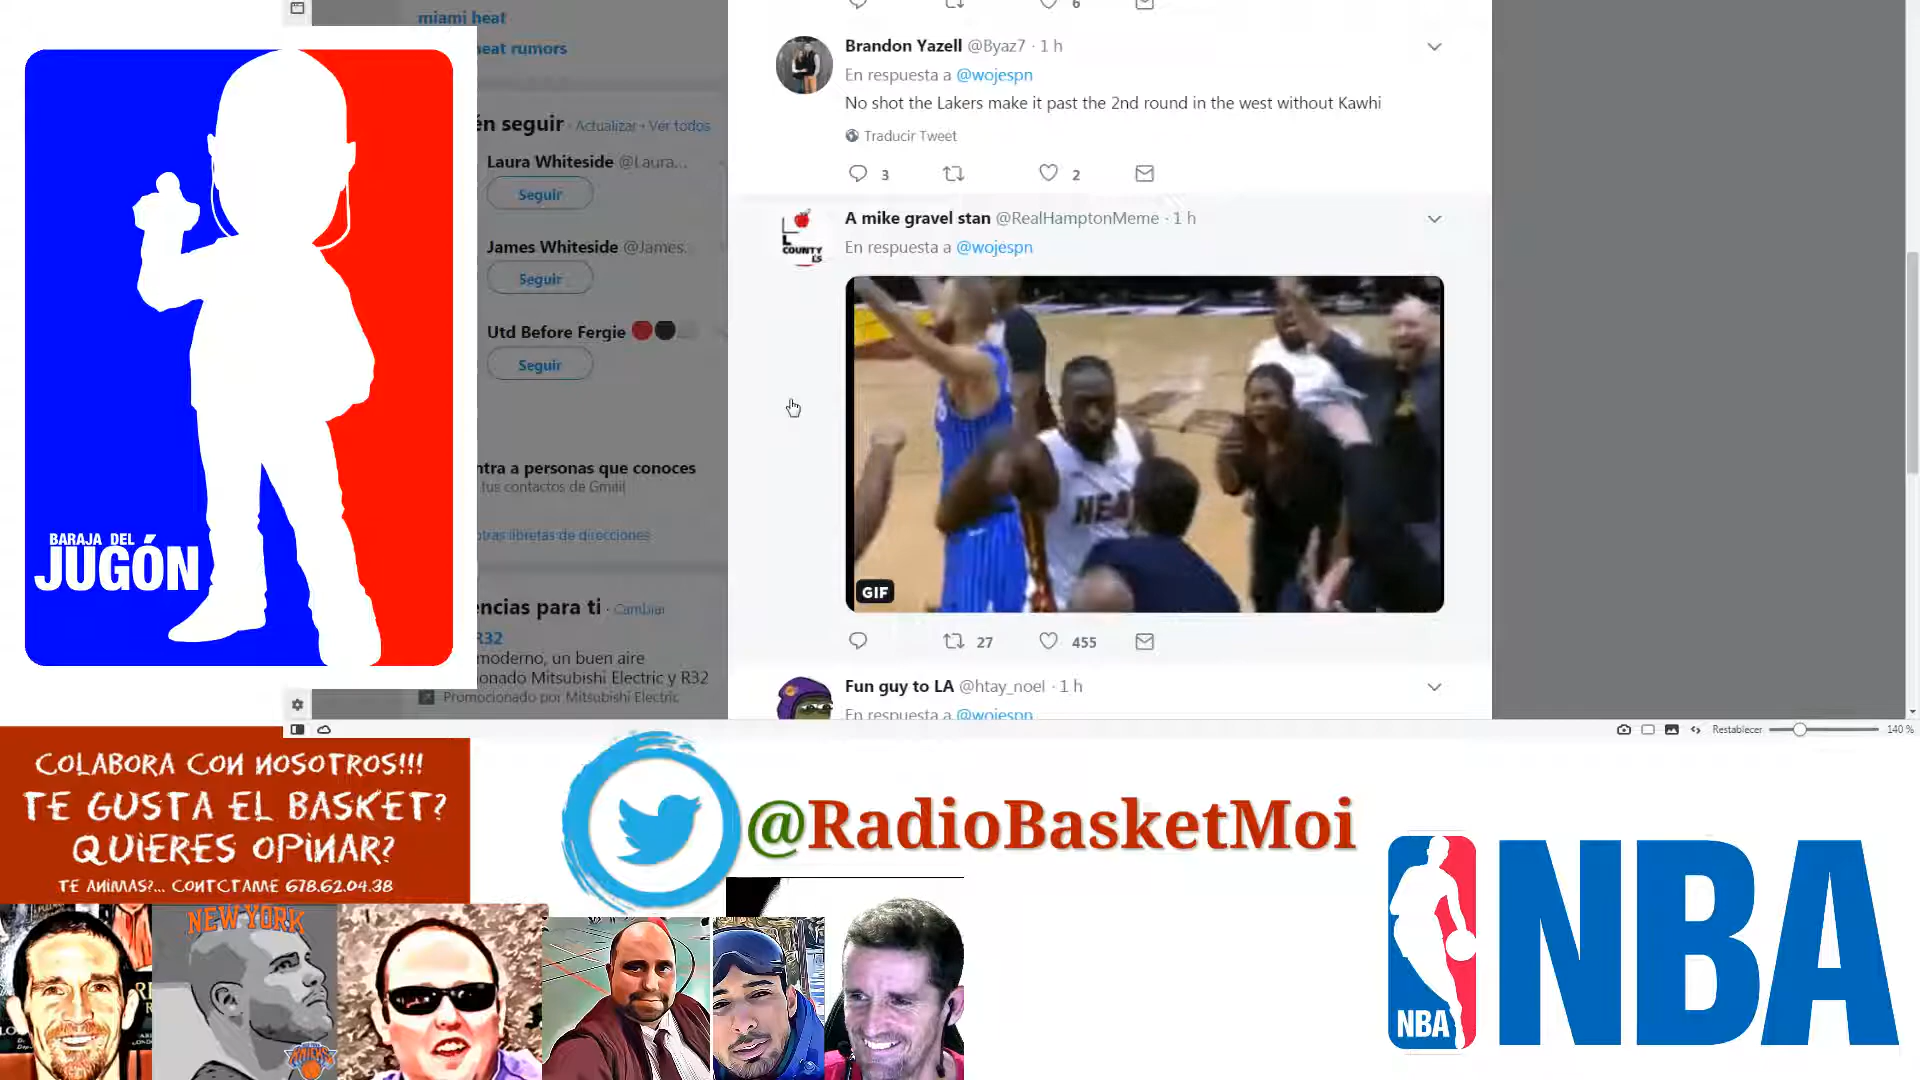 miami heat
heat rumors
6
Brandon Yazell @Byaz7 · 1 h
En respuesta a @wojespn
No shot the Lakers make it past the 2nd round in the west without Kawhi
Traducir Tweet
3
2
én seguir · Actualizar · Ver todos
Laura Whiteside @Laura...
Seguir
James Whiteside @James.
Seguir
Utd Before Fergie
Seguir
ntra a personas que conoces
tus contactos de Gmail
otras libretas de direcciones
encias para ti · Cambiar
R32
moderno, un buen aire
onado Mitsubishi Electric y R32
Promocionado por Mitsubishi Electric
A mike gravel stan @RealHamptonMeme · 1 h
En respuesta a @wojespn
L
COUNTY
LS
HEA
GIF
27
455
Fun guy to LA @htay_noel · 1 h
En respuesta a @wojespn
BARAJA DEL
JUGÓN
Restablecer
140 %
COLABORA CON NOSOTROS!!!
TE GUSTA EL BASKET?
QUIERES OPINAR?
TE ANIMAS?... CONTCTAME 678.62.04.38
@RadioBasketMoi
NEW YORK
NBA
NBA